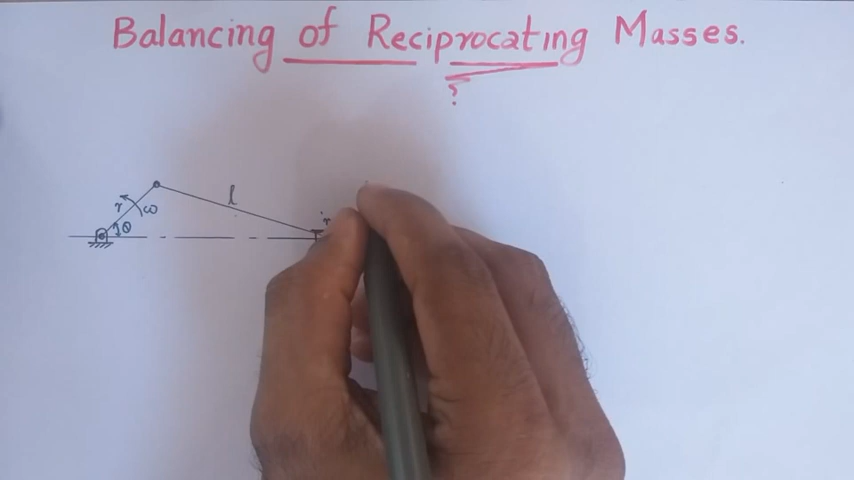 Balancing of Reciprocating Masses.
?
l
r ω
θ